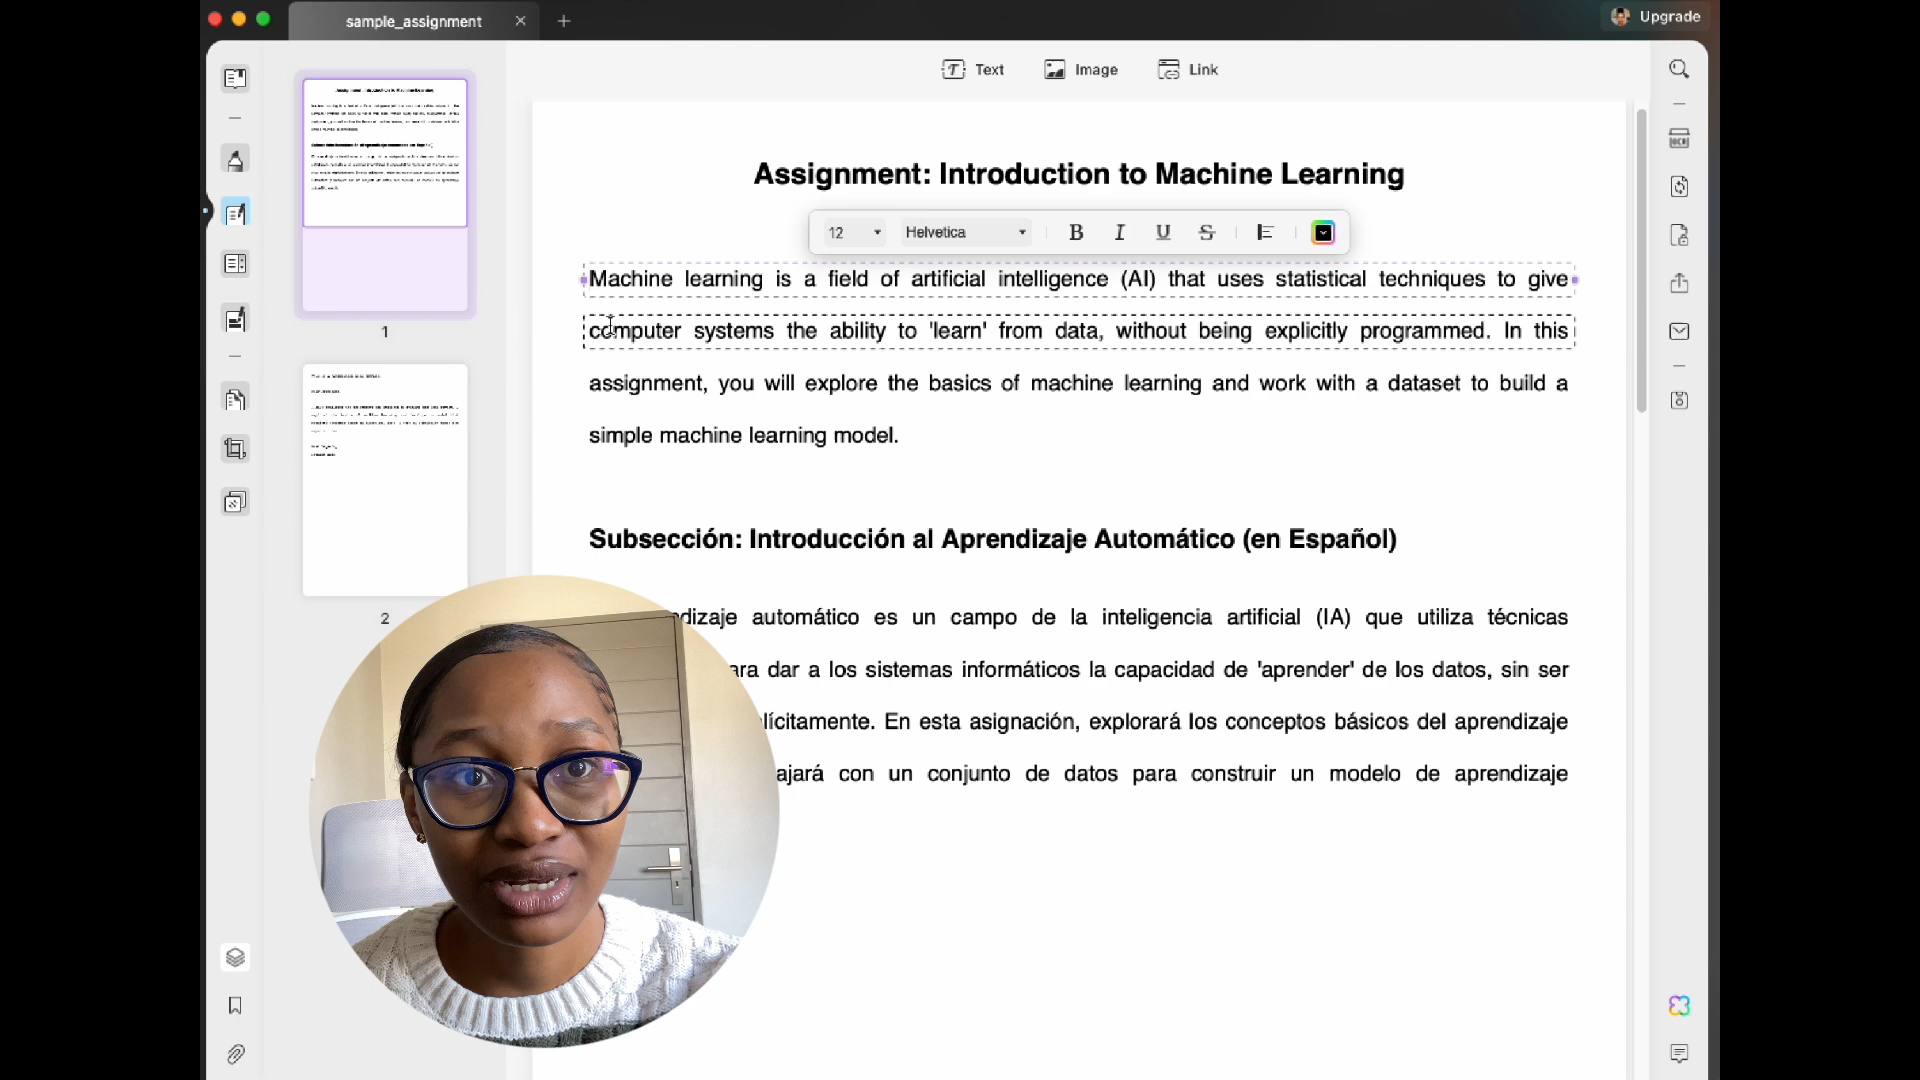 sample_assignment
Upgrade
Text
Image
Link
Assignment: Introduction to Machine Learning
12
Helvetica
B
I
U
S
Machine learning is a field of artificial intelligence (AI) that uses statistical techniques to give
computer systems the ability to 'learn' from data, without being explicitly programmed. In this
assignment, you will explore the basics of machine learning and work with a dataset to build a
simple machine learning model.
Subsección: Introducción al Aprendizaje Automático (en Español)
dizaje automático es un campo de la inteligencia artificial (IA) que utiliza técnicas
ara dar a los sistemas informáticos la capacidad de 'aprender' de los datos, sin ser
lícitamente. En esta asignación, explorará los conceptos básicos del aprendizaje
ajará con un conjunto de datos para construir un modelo de aprendizaje
1
2
OCR